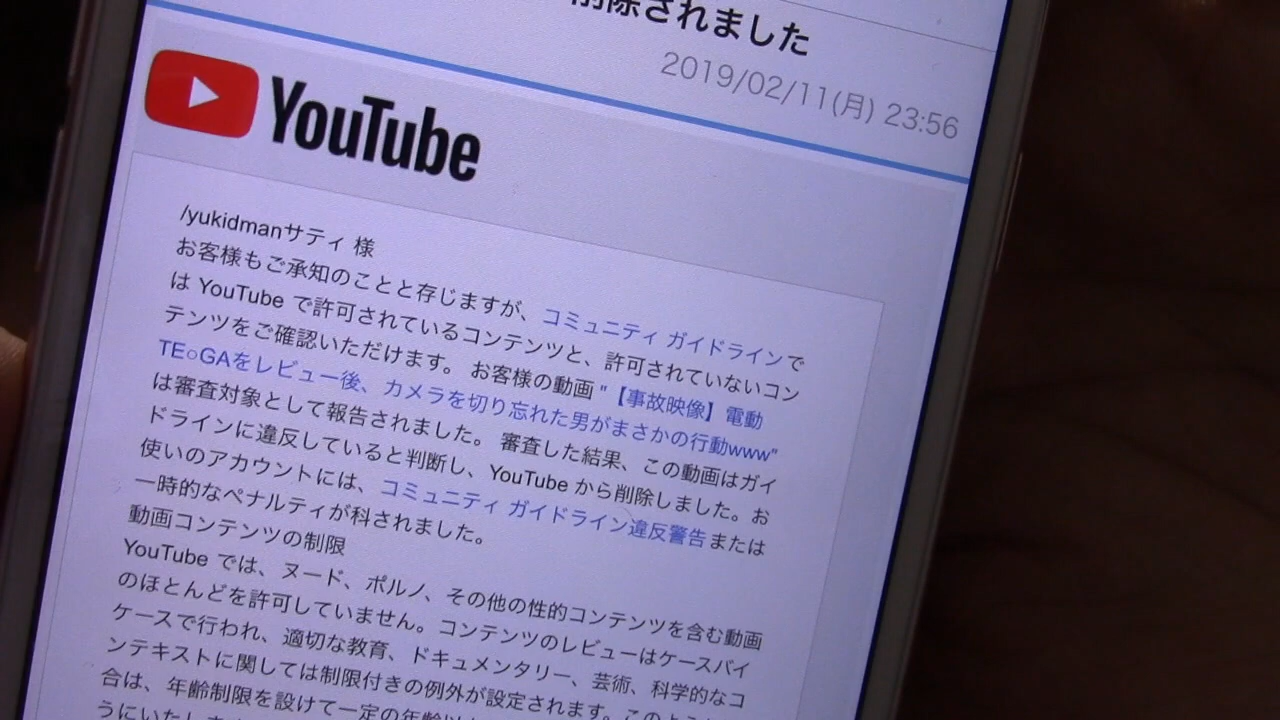 削除されました
2019/02/11(月) 23:56
YouTube
/yukidmanサティ 様
お客様もご承知のことと存じますが、コミュニティ ガイドラインで
は YouTube で許可されているコンテンツと、許可されていないコン
テンツをご確認いただけます。 お客様の動画 "【事故映像】電動
TE○GAをレビュー後、カメラを切り忘れた男がまさかの行動www"
は審査対象として報告されました。 審査した結果、この動画はガイ
ドラインに違反していると判断し、YouTube から削除しました。お
使いのアカウントには、コミュニティ ガイドライン違反警告または
一時的なペナルティが科されました。
動画コンテンツの制限
YouTube では、ヌード、ポルノ、その他の性的コンテンツを含む動画
のほとんどを許可していません。コンテンツのレビューはケースバイ
ケースで行われ、適切な教育、ドキュメンタリー、芸術、科学的なコ
ンテキストに関しては制限付きの例外が設定されます。このような
合は、年齢制限を設けて一定の年齢以
うにいたします